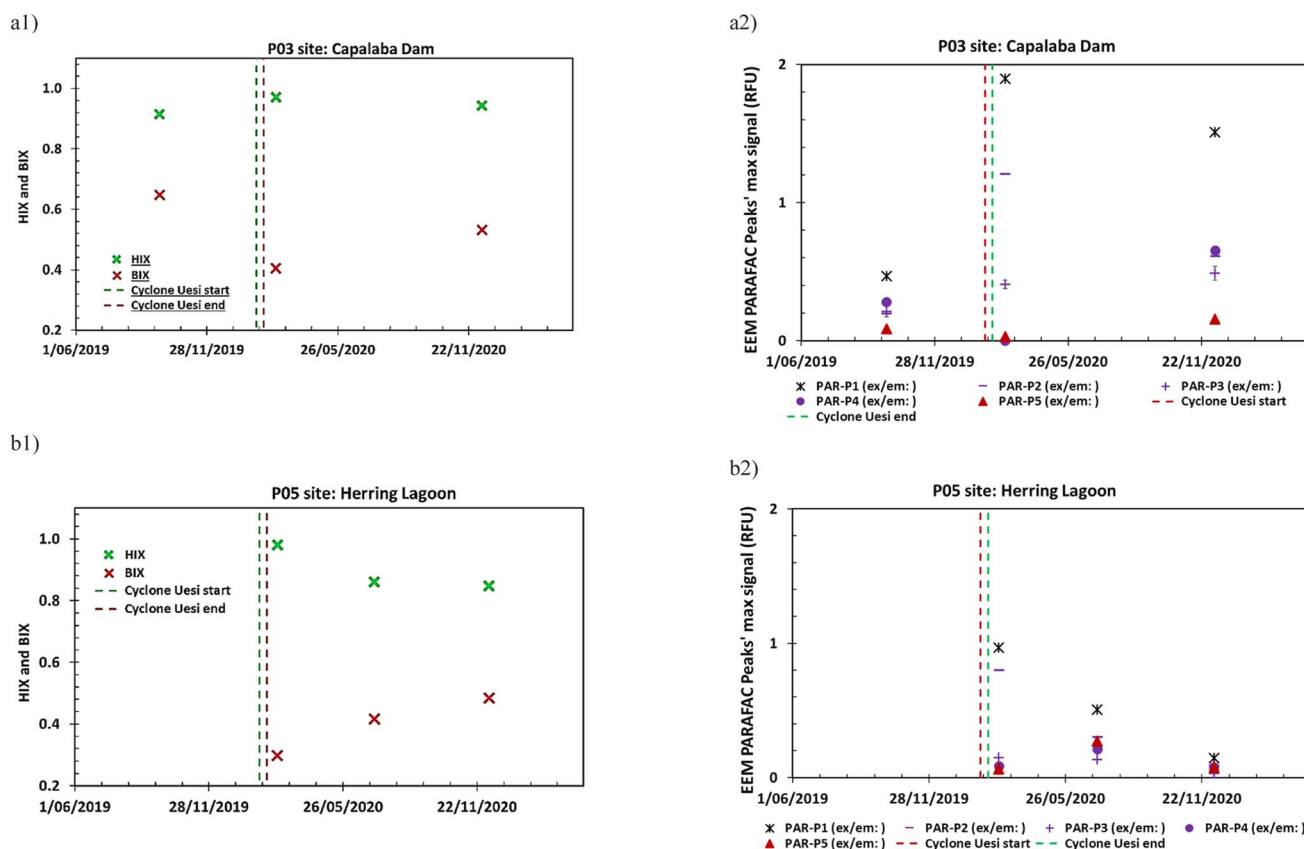 a1)
P03 site: Capalaba Dam
HIX and BIX
1.0
0.8
0.6
0.4
0.2
HIX
BIX
Cyclone Uesi start
Cyclone Uesi end
1/06/2019 28/11/2019 26/05/2020 22/11/2020
a2)
P03 site: Capalaba Dam
EEM PARAFAC Peaks' max signal (RFU)
2
1
0
1/06/2019 28/11/2019 26/05/2020 22/11/2020
PAR-P1 (ex/em: ) PAR-P2 (ex/em: ) PAR-P3 (ex/em: )
PAR-P4 (ex/em: ) PAR-P5 (ex/em: ) Cyclone Uesi start
Cyclone Uesi end
b1)
P05 site: Herring Lagoon
HIX and BIX
1.0
0.8
0.6
0.4
0.2
HIX
BIX
Cyclone Uesi start
Cyclone Uesi end
1/06/2019 28/11/2019 26/05/2020 22/11/2020
b2)
P05 site: Herring Lagoon
EEM PARAFAC Peaks' max signal (RFU)
2
1
0
1/06/2019 28/11/2019 26/05/2020 22/11/2020
PAR-P1 (ex/em: ) PAR-P2 (ex/em: ) PAR-P3 (ex/em: ) PAR-P4 (ex/em: )
PAR-P5 (ex/em: ) Cyclone Uesi start Cyclone Uesi end